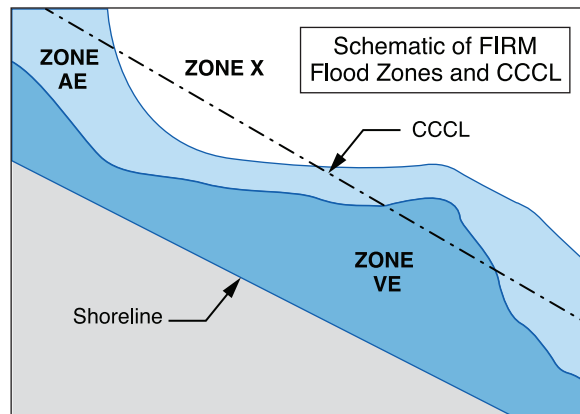 ZONE
AE
ZONE X
Schematic of FIRM
Flood Zones and CCCL
CCCL
ZONE
VE
Shoreline